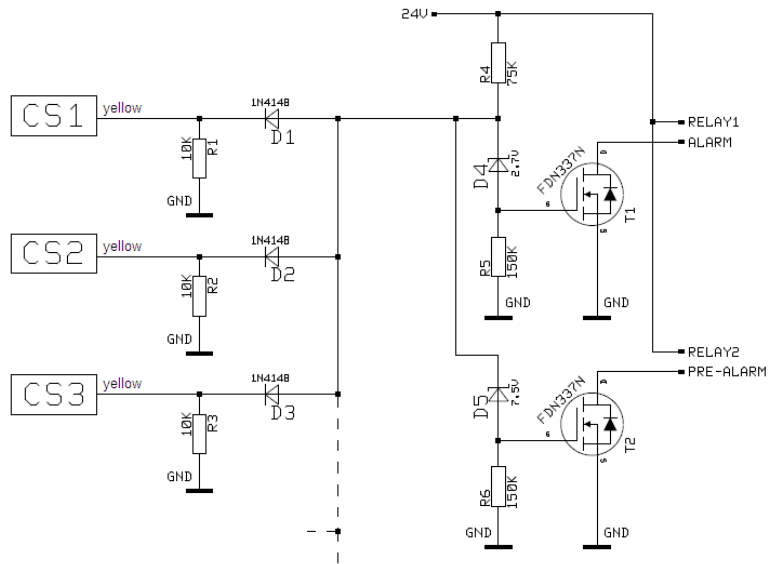 24V
R4
75K
CS1
yellow
1N4148
D1
10K
R1
GND
RELAY1
ALARM
D4
2.7V
FDN337N
D
G
S
T1
CS2
yellow
1N4148
D2
10K
R2
GND
R5
150K
GND
GND
CS3
yellow
1N4148
D3
10K
R3
GND
RELAY2
PRE-ALARM
D5
7.5V
FDN337N
D
G
S
T2
R6
150K
GND
GND